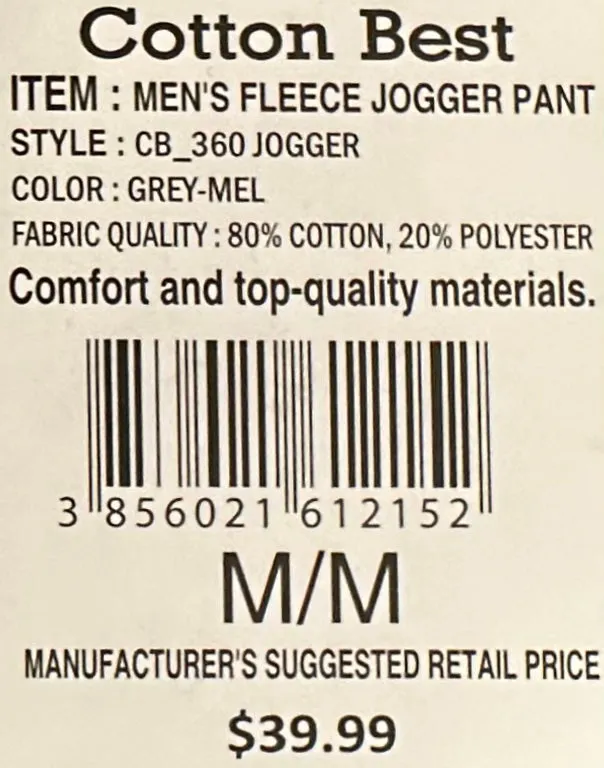 Cotton Best
ITEM : MEN'S FLEECE JOGGER PANT
STYLE : CB_360 JOGGER
COLOR : GREY-MEL
FABRIC QUALITY : 80% COTTON, 20% POLYESTER
Comfort and top-quality materials.
3 856021 612152
M/M
MANUFACTURER'S SUGGESTED RETAIL PRICE
$39.99